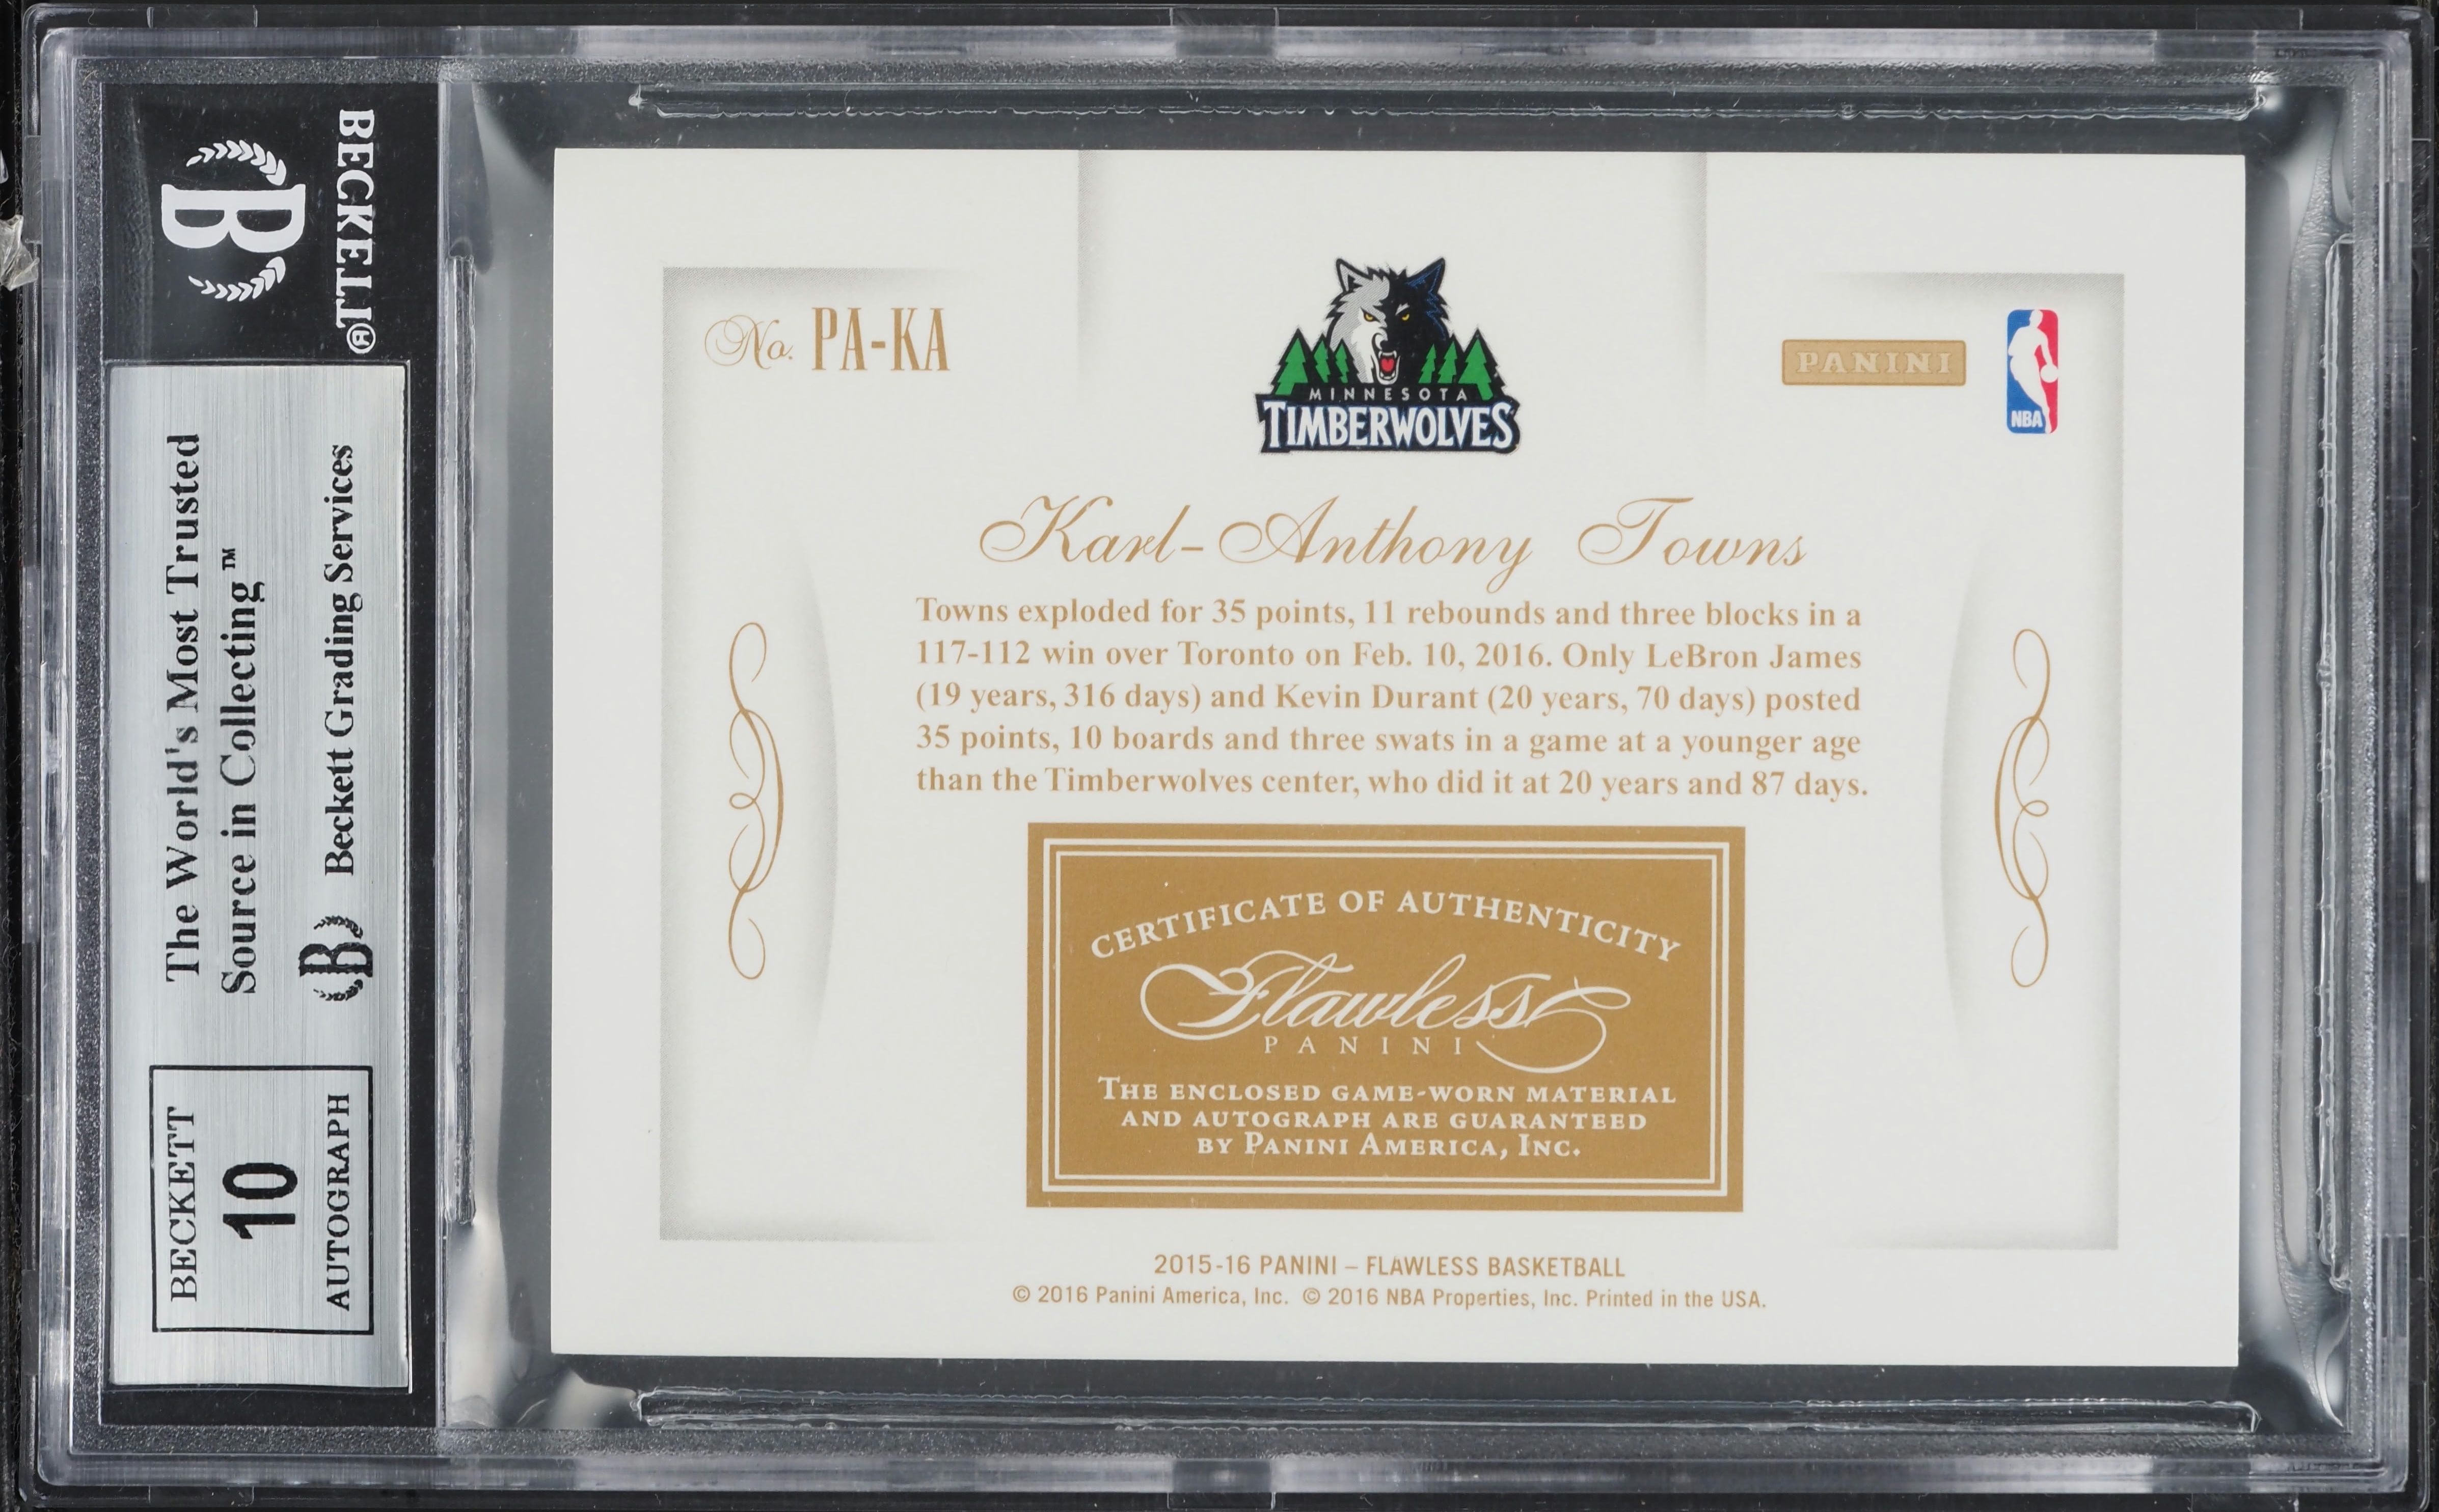 BECKETT®
B
The World's Most Trusted
Source in Collecting™
B Beckett Grading Services
BECKETT
10
AUTOGRAPH
No. PA-KA
MINNESOTA
TIMBERWOLVES
PANINI
NBA
Karl-Anthony Towns
Towns exploded for 35 points, 11 rebounds and three blocks in a
117-112 win over Toronto on Feb. 10, 2016. Only LeBron James
(19 years, 316 days) and Kevin Durant (20 years, 70 days) posted
35 points, 10 boards and three swats in a game at a younger age
than the Timberwolves center, who did it at 20 years and 87 days.
CERTIFICATE OF AUTHENTICITY
Flawless
PANINI
THE ENCLOSED GAME-WORN MATERIAL
AND AUTOGRAPH ARE GUARANTEED
BY PANINI AMERICA, INC.
2015-16 PANINI – FLAWLESS BASKETBALL
© 2016 Panini America, Inc. © 2016 NBA Properties, Inc. Printed in the USA.